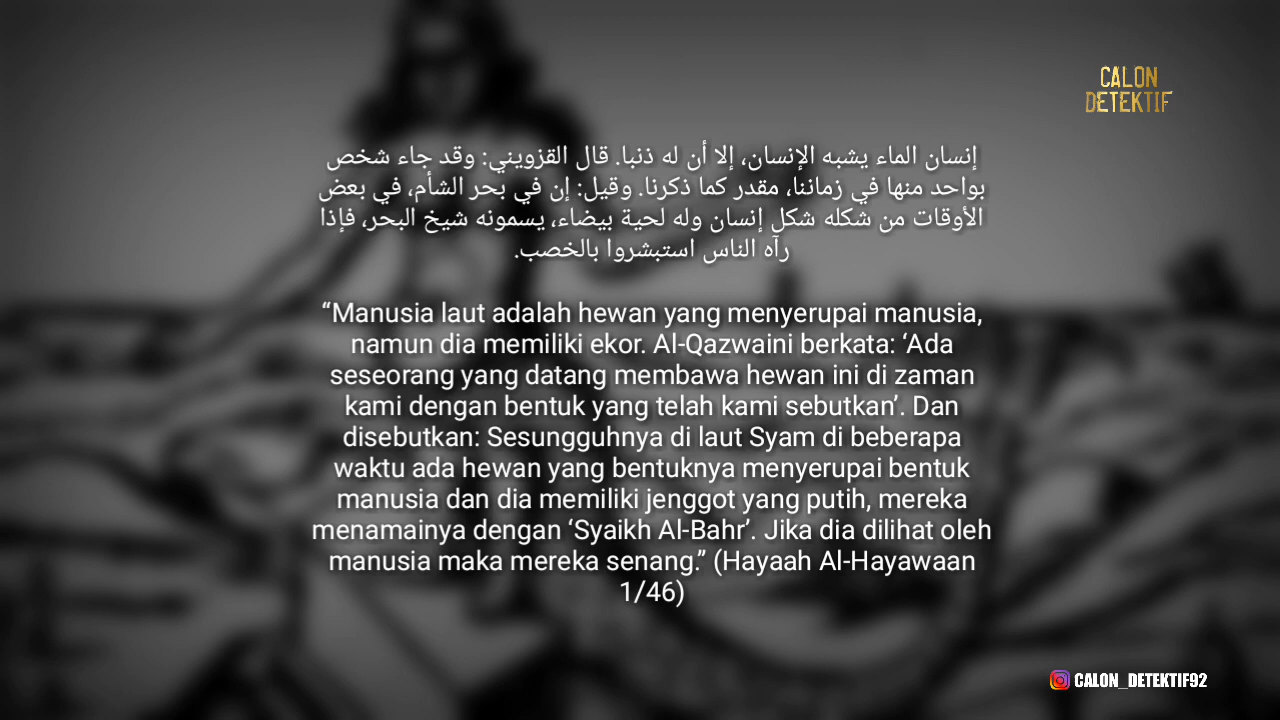 CALON
DETEKTIF
إنسان الماء يشبه الإنسان، إلا أن له ذنبا. قال القزويني: وقد جاء شخص
بواحد منها في زماننا، مقدر كما ذكرنا. وقيل: إن في بحر الشأم، في بعض
الأوقات من شكله شكل إنسان وله لحية بيضاء، يسمونه شيخ البحر، فإذا
رآه الناس استبشروا بالخصب.
“Manusia laut adalah hewan yang menyerupai manusia,
namun dia memiliki ekor. Al-Qazwaini berkata: ‘Ada
seseorang yang datang membawa hewan ini di zaman
kami dengan bentuk yang telah kami sebutkan’. Dan
disebutkan: Sesungguhnya di laut Syam di beberapa
waktu ada hewan yang bentuknya menyerupai bentuk
manusia dan dia memiliki jenggot yang putih, mereka
menamainya dengan ‘Syaikh Al-Bahr’. Jika dia dilihat oleh
manusia maka mereka senang.” (Hayaah Al-Hayawaan
1/46)
CALON_DETEKTIF92